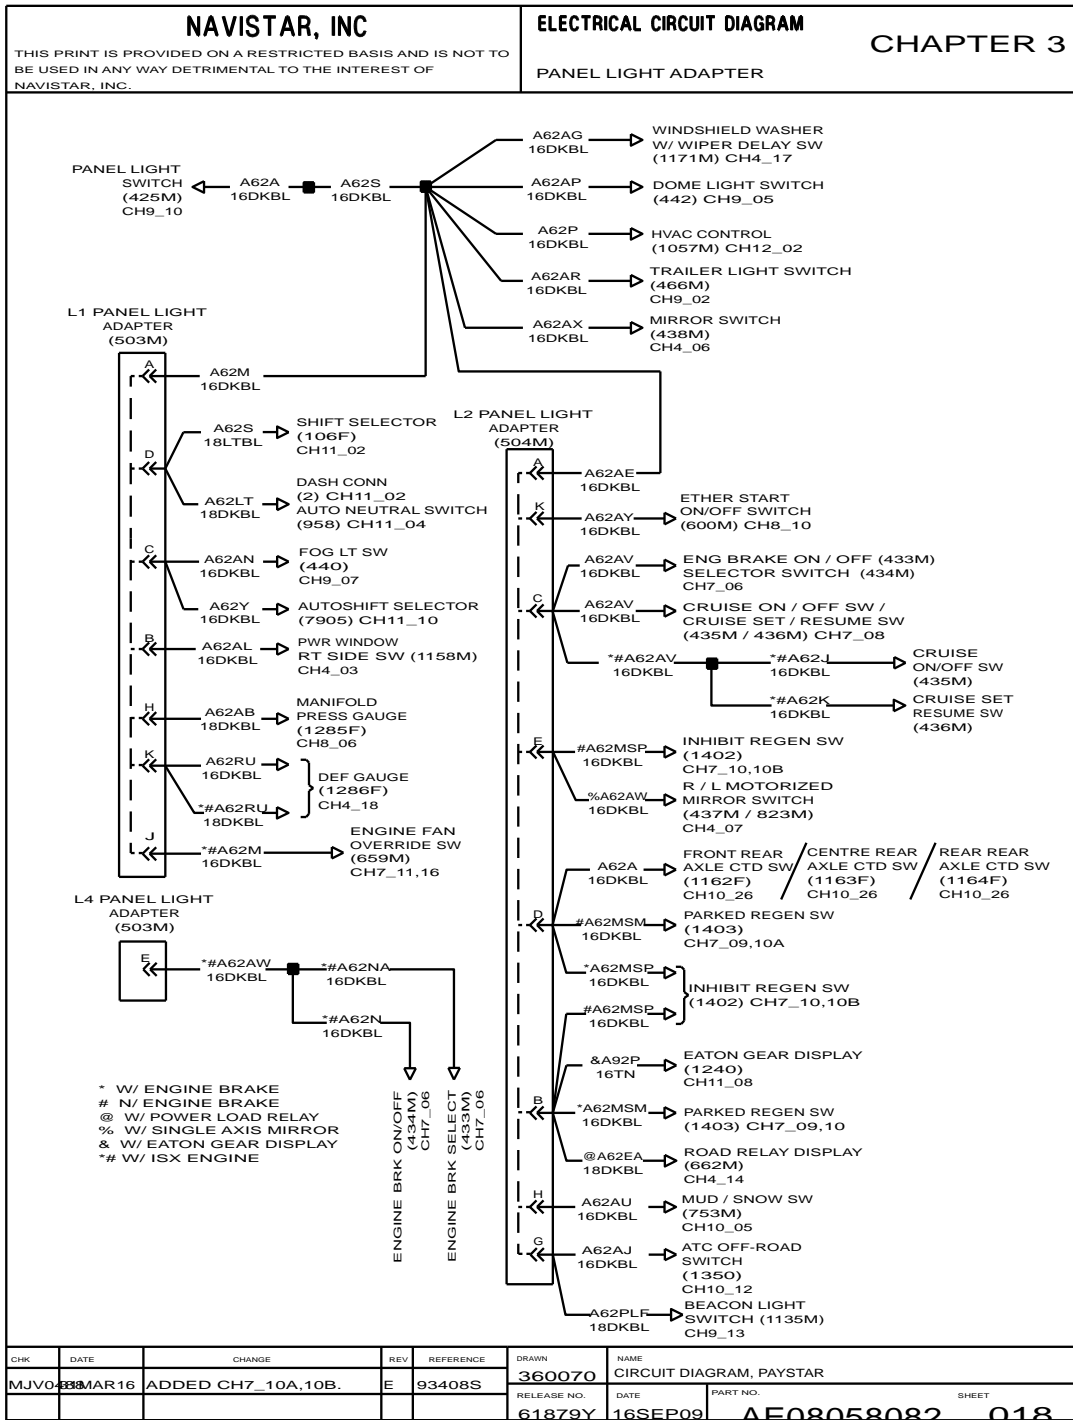 NAVISTAR, INC
THIS PRINT IS PROVIDED ON A RESTRICTED BASIS AND IS NOT TO
BE USED IN ANY WAY DETRIMENTAL TO THE INTEREST OF
NAVISTAR, INC.
ELECTRICAL CIRCUIT DIAGRAM
CHAPTER 3
PANEL LIGHT ADAPTER
PANEL LIGHT
SWITCH
(425M)
CH9_10
A62A
16DKBL
A62S
16DKBL
A62AG
16DKBL
WINDSHIELD WASHER
W/ WIPER DELAY SW
(1171M) CH4_17
A62AP
16DKBL
DOME LIGHT SWITCH
(442) CH9_05
A62P
16DKBL
HVAC CONTROL
(1057M) CH12_02
A62AR
16DKBL
TRAILER LIGHT SWITCH
(466M)
CH9_02
A62AX
16DKBL
MIRROR SWITCH
(438M)
CH4_06
L1 PANEL LIGHT
ADAPTER
(503M)
A
A62M
16DKBL
D
A62S
18LTBL
SHIFT SELECTOR
(106F)
CH11_02
A62LT
18DKBL
DASH CONN
(2) CH11_02
AUTO NEUTRAL SWITCH
(958) CH11_04
C
A62AN
16DKBL
FOG LT SW
(440)
CH9_07
A62Y
16DKBL
AUTOSHIFT SELECTOR
(7905) CH11_10
B
A62AL
16DKBL
PWR WINDOW
RT SIDE SW (1158M)
CH4_03
H
A62AB
18DKBL
MANIFOLD
PRESS GAUGE
(1285F)
CH8_06
K
A62RU
16DKBL
*#A62RU
18DKBL
DEF GAUGE
(1286F)
CH4_18
J
*#A62M
16DKBL
ENGINE FAN
OVERRIDE SW
(659M)
CH7_11,16
L4 PANEL LIGHT
ADAPTER
(503M)
E
*#A62AW
16DKBL
*#A62NA
16DKBL
*#A62N
16DKBL
ENGINE BRK ON/OFF
(434M)
CH7_06
ENGINE BRK SELECT
(433M)
CH7_06
* W/ ENGINE BRAKE
# N/ ENGINE BRAKE
@ W/ POWER LOAD RELAY
% W/ SINGLE AXIS MIRROR
& W/ EATON GEAR DISPLAY
*# W/ ISX ENGINE
L2 PANEL LIGHT
ADAPTER
(504M)
A
A62AE
16DKBL
K
A62AY
16DKBL
ETHER START
ON/OFF SWITCH
(600M) CH8_10
C
A62AV
16DKBL
ENG BRAKE ON / OFF (433M)
SELECTOR SWITCH (434M)
CH7_06
A62AV
16DKBL
CRUISE ON / OFF SW /
CRUISE SET / RESUME SW
(435M / 436M) CH7_08
*#A62AV
16DKBL
*#A62J
16DKBL
CRUISE
ON/OFF SW
(435M)
*#A62K
16DKBL
CRUISE SET
RESUME SW
(436M)
E
#A62MSP
16DKBL
INHIBIT REGEN SW
(1402)
CH7_10,10B
%A62AW
16DKBL
R / L MOTORIZED
MIRROR SWITCH
(437M / 823M)
CH4_07
D
A62A
16DKBL
FRONT REAR
AXLE CTD SW
(1162F)
CH10_26
CENTRE REAR
AXLE CTD SW
(1163F)
CH10_26
REAR REAR
AXLE CTD SW
(1164F)
CH10_26
#A62MSM
16DKBL
PARKED REGEN SW
(1403)
CH7_09,10A
*A62MSP
16DKBL
#A62MSP
16DKBL
INHIBIT REGEN SW
(1402) CH7_10,10B
B
&A92P
16TN
EATON GEAR DISPLAY
(1240)
CH11_08
*A62MSM
16DKBL
PARKED REGEN SW
(1403) CH7_09,10
@A62EA
18DKBL
ROAD RELAY DISPLAY
(662M)
CH4_14
H
A62AU
16DKBL
MUD / SNOW SW
(753M)
CH10_05
G
A62AJ
16DKBL
ATC OFF-ROAD
SWITCH
(1350)
CH10_12
A62PLF
18DKBL
BEACON LIGHT
SWITCH (1135M)
CH9_13
CHK DATE CHANGE REV REFERENCE
ADDED CH7_10A,10B. E 93408S
DRAWN
360070
NAME
CIRCUIT DIAGRAM, PAYSTAR
RELEASE NO.
61879Y
DATE
16SEP09
PART NO.
AE08058082
SHEET
018